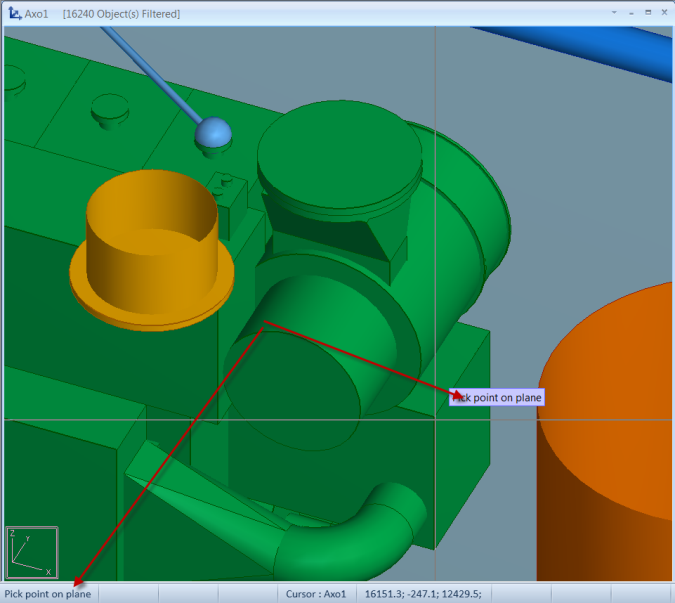 Axo1 [16240 Object(s) Filtered]
Pick point on plane
Z
Y
X
Pick point on plane
Cursor : Axo1
16151.3; -247.1; 12429.5;